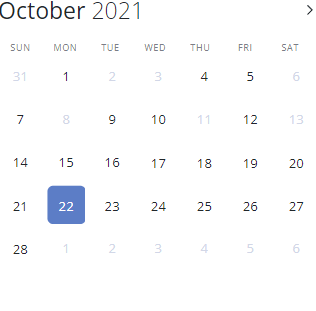 October 2021
SUN MON TUE WED THU FRI SAT
31 1 2 3 4 5 6
7 8 9 10 11 12 13
14 15 16 17 18 19 20
21 22 23 24 25 26 27
28 1 2 3 4 5 6